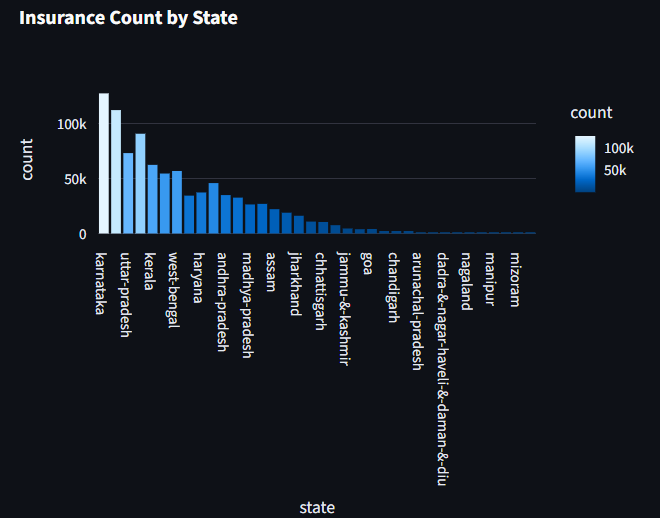 Insurance Count by State
count
100k
50k
0
karnataka
uttar-pradesh
kerala
west-bengal
haryana
andhra-pradesh
madhya-pradesh
assam
jharkhand
chhattisgarh
jammu-&-kashmir
goa
chandigarh
arunachal-pradesh
dadra-&-nagar-haveli-&-daman-&-diu
nagaland
manipur
mizoram
state
count
100k
50k